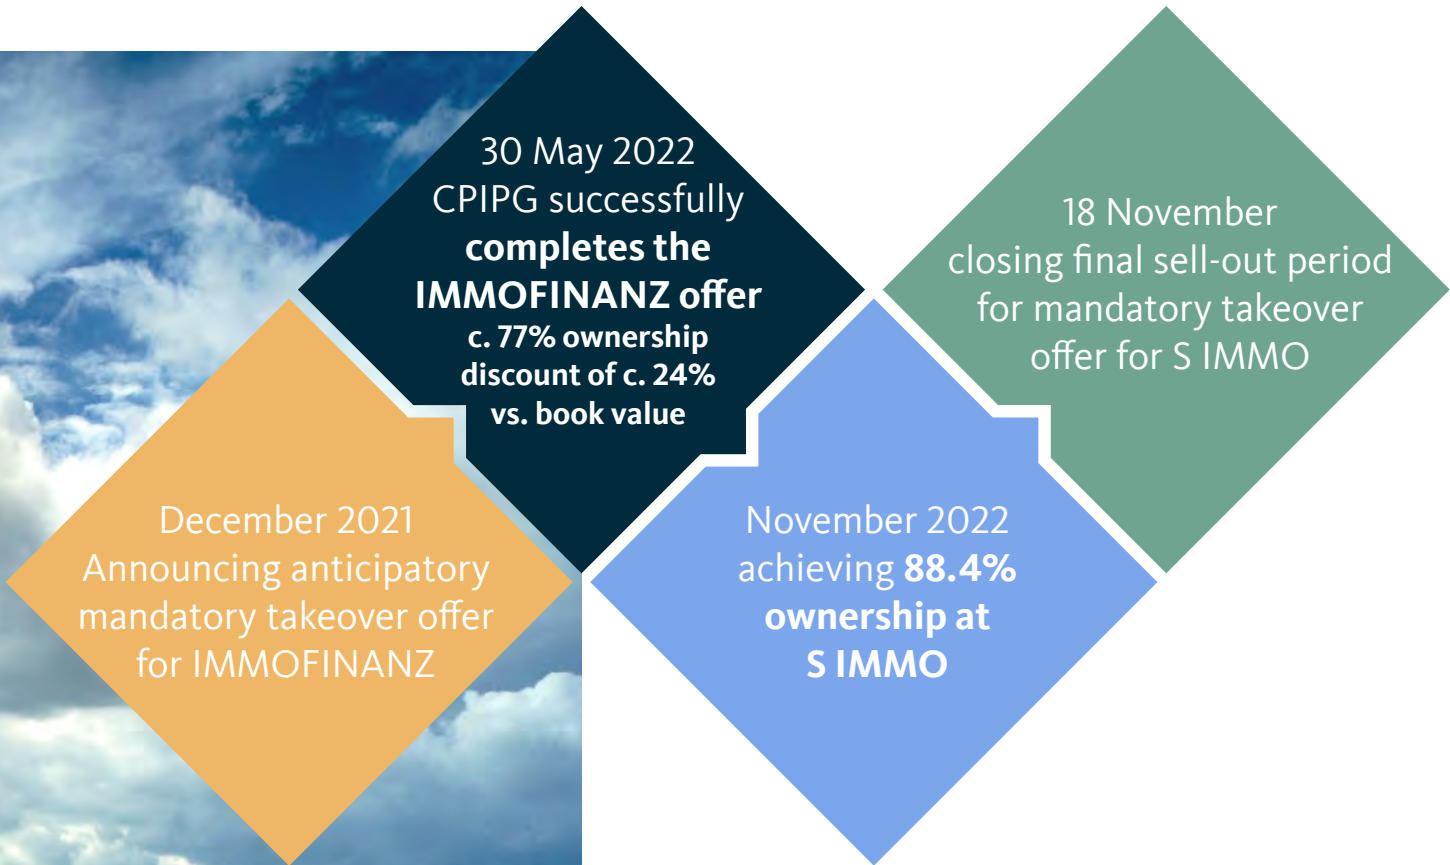 December 2021
Announcing anticipatory
mandatory takeover offer
for IMMOFINANZ
30 May 2022
CPIPG successfully
completes the
IMMOFINANZ offer
c. 77% ownership
discount of c. 24%
vs. book value
November 2022
achieving 88.4%
ownership at
S IMMO
18 November
closing final sell-out period
for mandatory takeover
offer for S IMMO